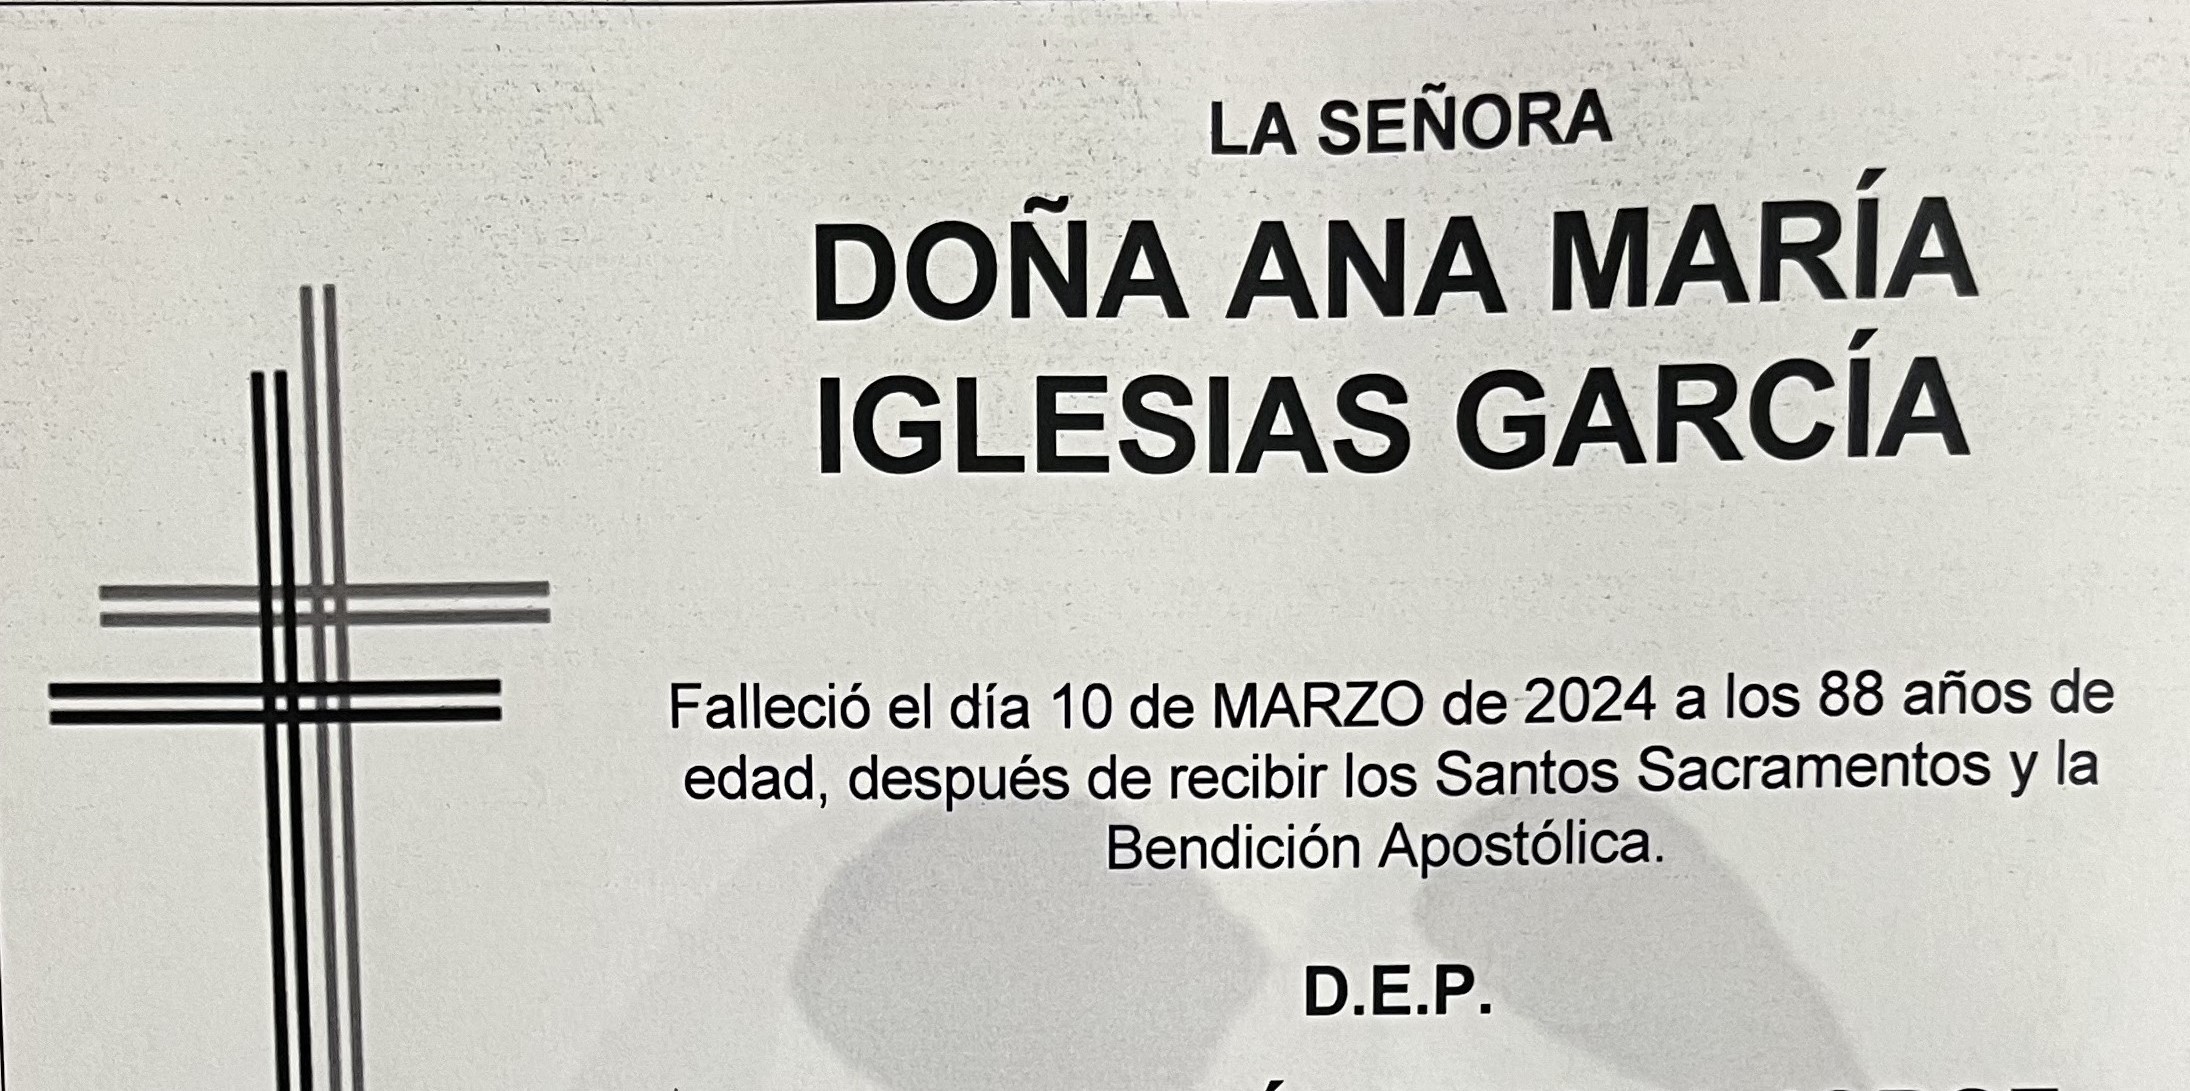 LA SEÑORA
DOÑA ANA MARÍA
IGLESIAS GARCÍA
Falleció el día 10 de MARZO de 2024 a los 88 años de
edad, después de recibir los Santos Sacramentos y la
Bendición Apostólica.
D.E.P.